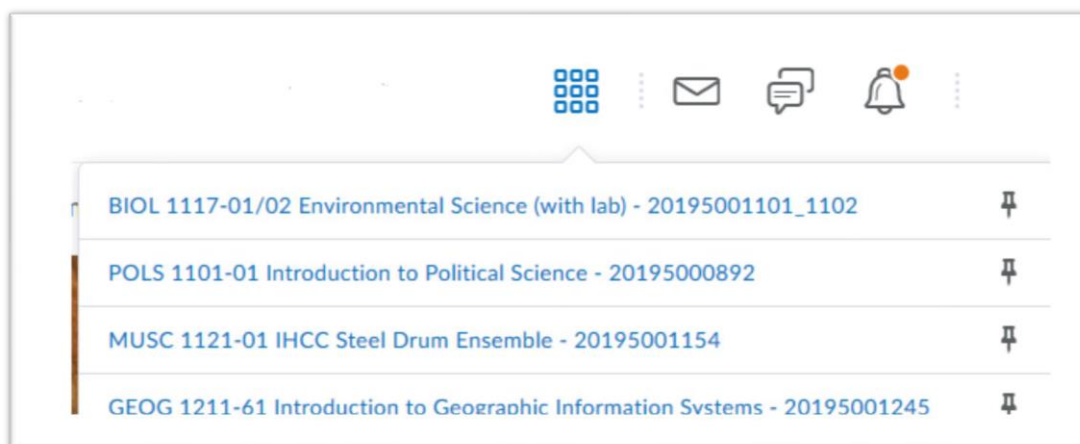 BIOL 1117-01/02 Environmental Science (with lab) - 20195001101_1102
POLS 1101-01 Introduction to Political Science - 20195000892
MUSC 1121-01 IHCC Steel Drum Ensemble - 20195001154
GEOG 1211-61 Introduction to Geographic Information Systems - 20195001245